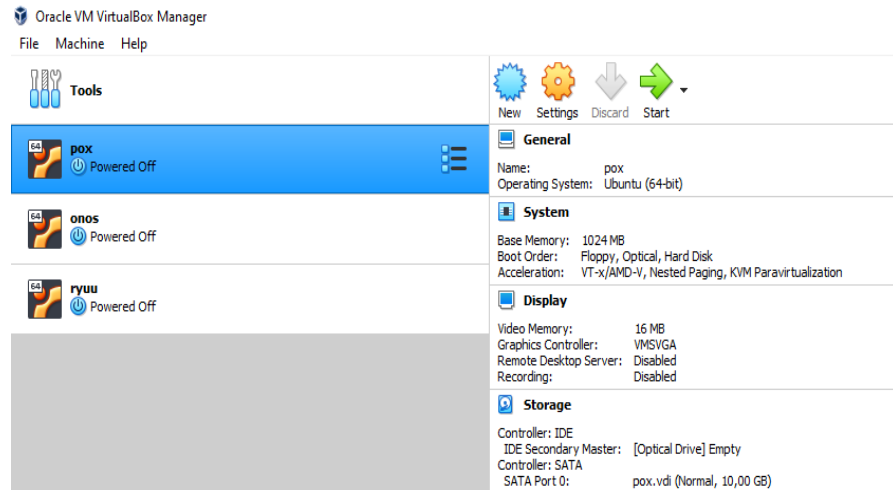 Oracle VM VirtualBox Manager
File Machine Help
Tools
64
pox
Powered Off
64
onos
Powered Off
64
ryuu
Powered Off
New Settings Discard Start
General
Name: pox
Operating System: Ubuntu (64-bit)
System
Base Memory: 1024 MB
Boot Order: Floppy, Optical, Hard Disk
Acceleration: VT-x/AMD-V, Nested Paging, KVM Paravirtualization
Display
Video Memory: 16 MB
Graphics Controller: VMSVGA
Remote Desktop Server: Disabled
Recording: Disabled
Storage
Controller: IDE
IDE Secondary Master: [Optical Drive] Empty
Controller: SATA
SATA Port 0: pox.vdi (Normal, 10,00 GB)